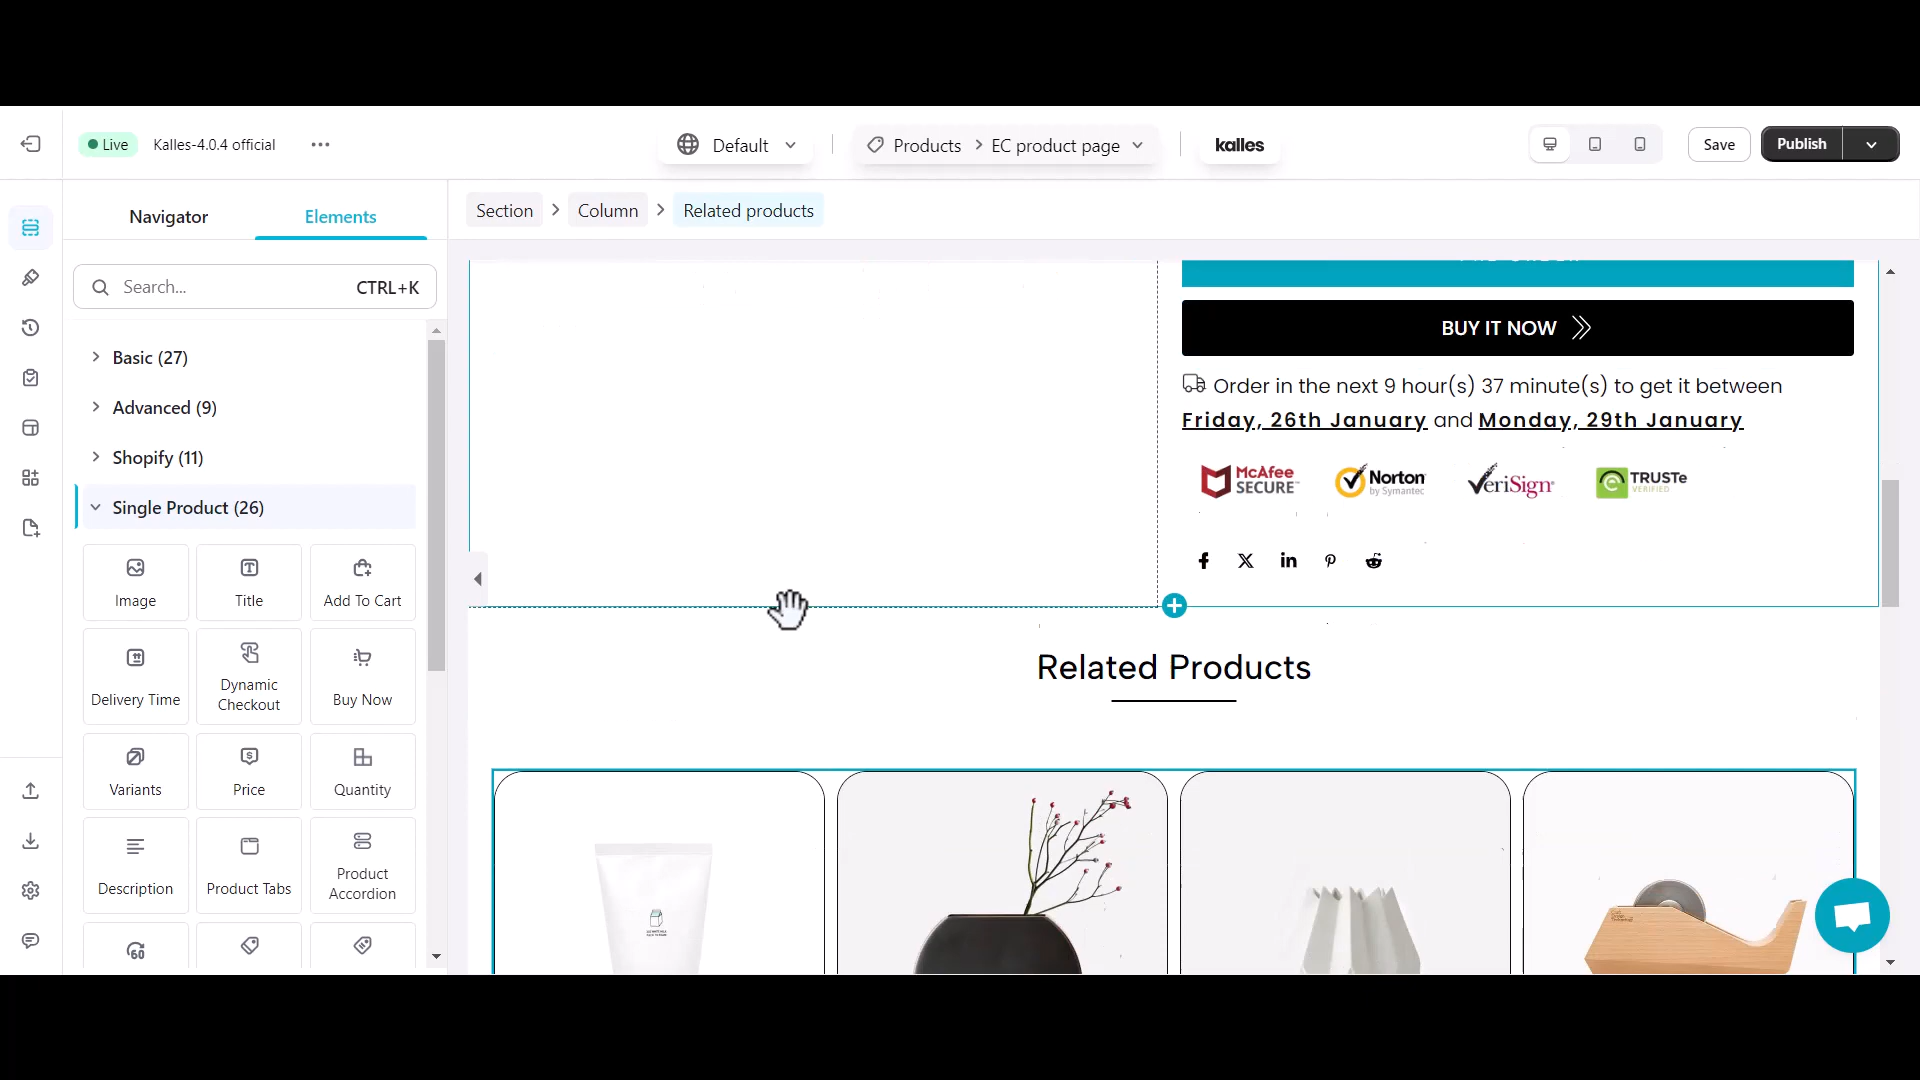 Live
Kalles-4.0.4 official
Default
Products
EC product page
kalles
Save
Publish
Navigator
Elements
Section
Column
Related products
Search...
CTRL+K
Basic (27)
Advanced (9)
Shopify (11)
Single Product (26)
Image
Title
Add To Cart
Delivery Time
Dynamic
Checkout
Buy Now
Variants
Price
Quantity
Description
Product Tabs
Product
Accordion
60
BUY IT NOW
Order in the next 9 hour(s) 37 minute(s) to get it between
Friday, 26th January and Monday, 29th January
McAfee
SECURE
Norton
by Symantec
VeriSign
TRUSTe
VERIFIED
Related Products